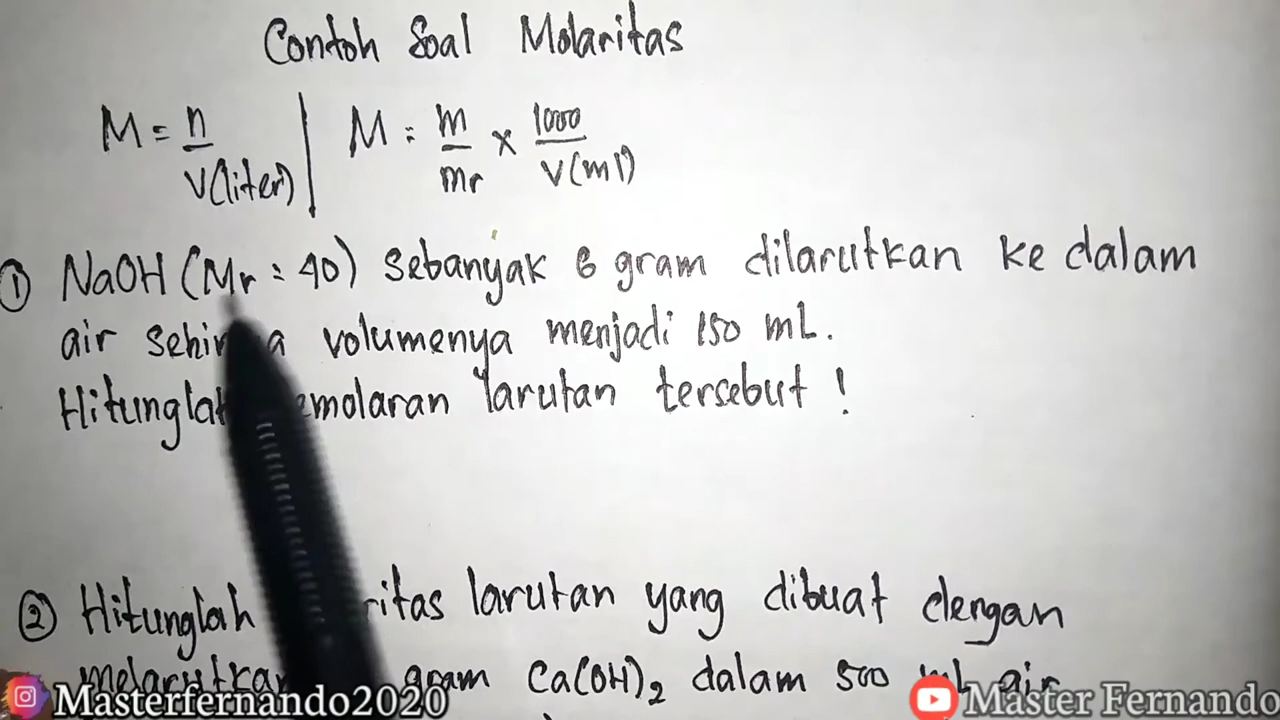 Contoh Soal Molaritas
M = n / V(liter) | M = m / mr x 1000 / V(ml)
① NaOH (Mr = 40) sebanyak 6 gram dilarutkan ke dalam
air volumenya menjadi 150 mL.
larutan tersebut !
② Hitunglah larutan yang dibuat dengan
gram Ca(OH)2 dalam 500 mL air
Masterfernando2020
Master Fernando